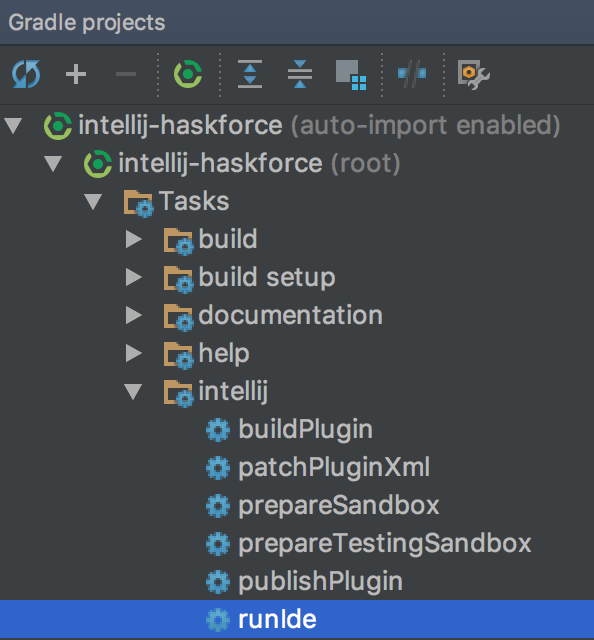 Gradle projects
intellij-haskforce (auto-import enabled)
intellij-haskforce (root)
Tasks
build
build setup
documentation
help
intellij
buildPlugin
patchPluginXml
prepareSandbox
prepareTestingSandbox
publishPlugin
runIde